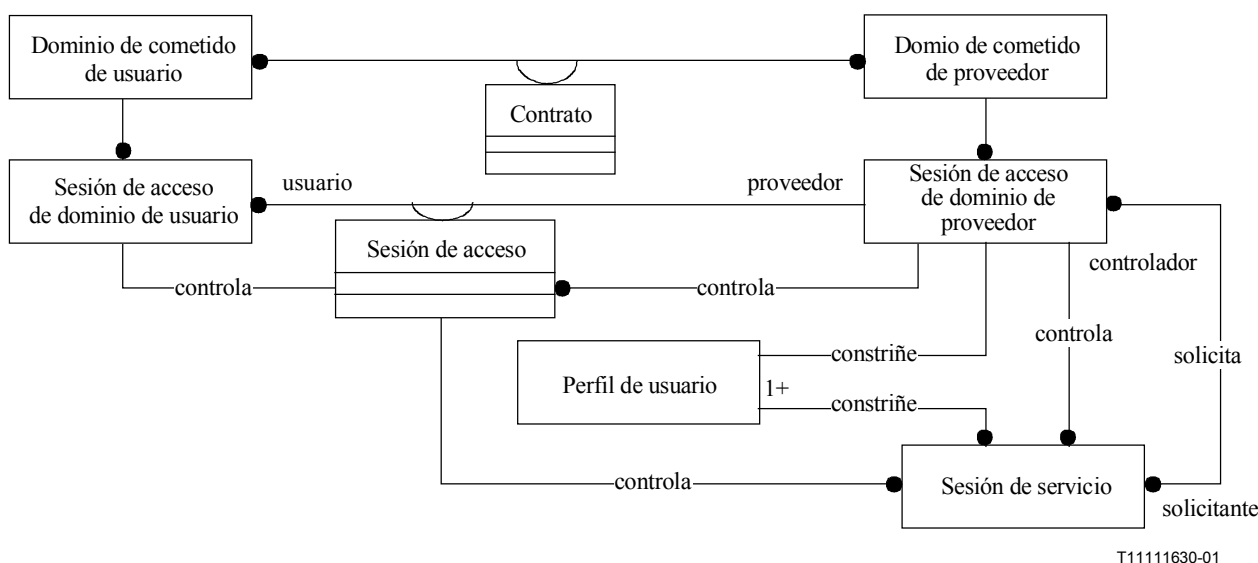 Dominio de cometido
de usuario
Domio de cometido
de proveedor
Contrato
Sesión de acceso
de dominio de usuario
usuario
proveedor
Sesión de acceso
de dominio de
proveedor
Sesión de acceso
controlador
controla
controla
controla
solicita
constriñe
Perfil de usuario
1+
constriñe
controla
Sesión de servicio
solicitante
T11111630-01